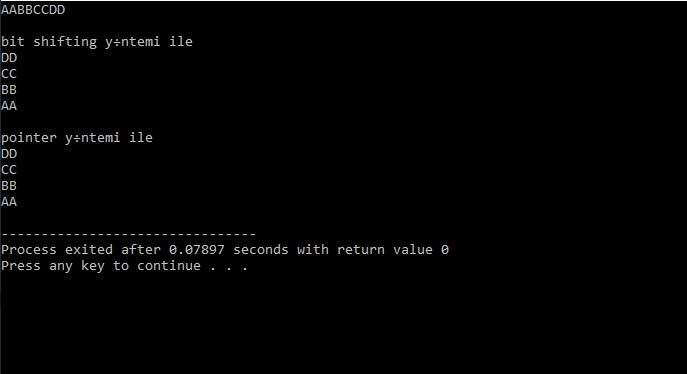 AABBCCDD
bit shifting y÷ntemi ile
DD
CC
BB
AA
pointer y÷ntemi ile
DD
CC
BB
AA
--------------------------------
Process exited after 0.07897 seconds with return value 0
Press any key to continue . . .